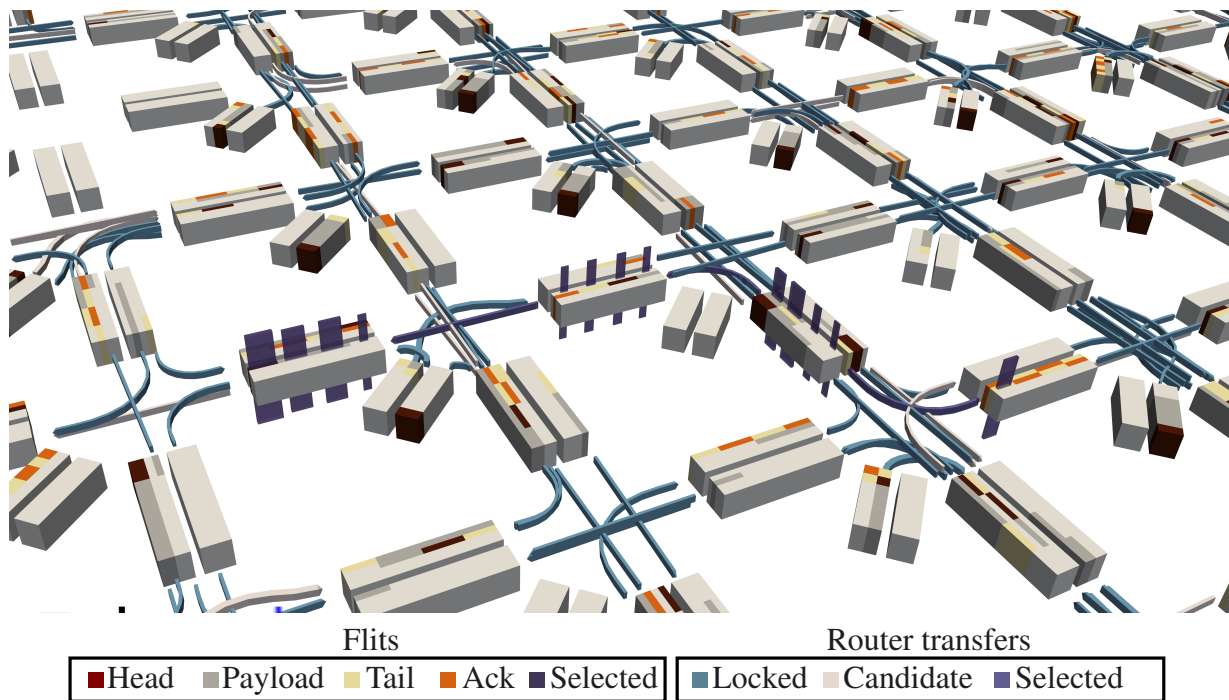 Flits
Head Payload Tail Ack Selected
Router transfers
Locked Candidate Selected